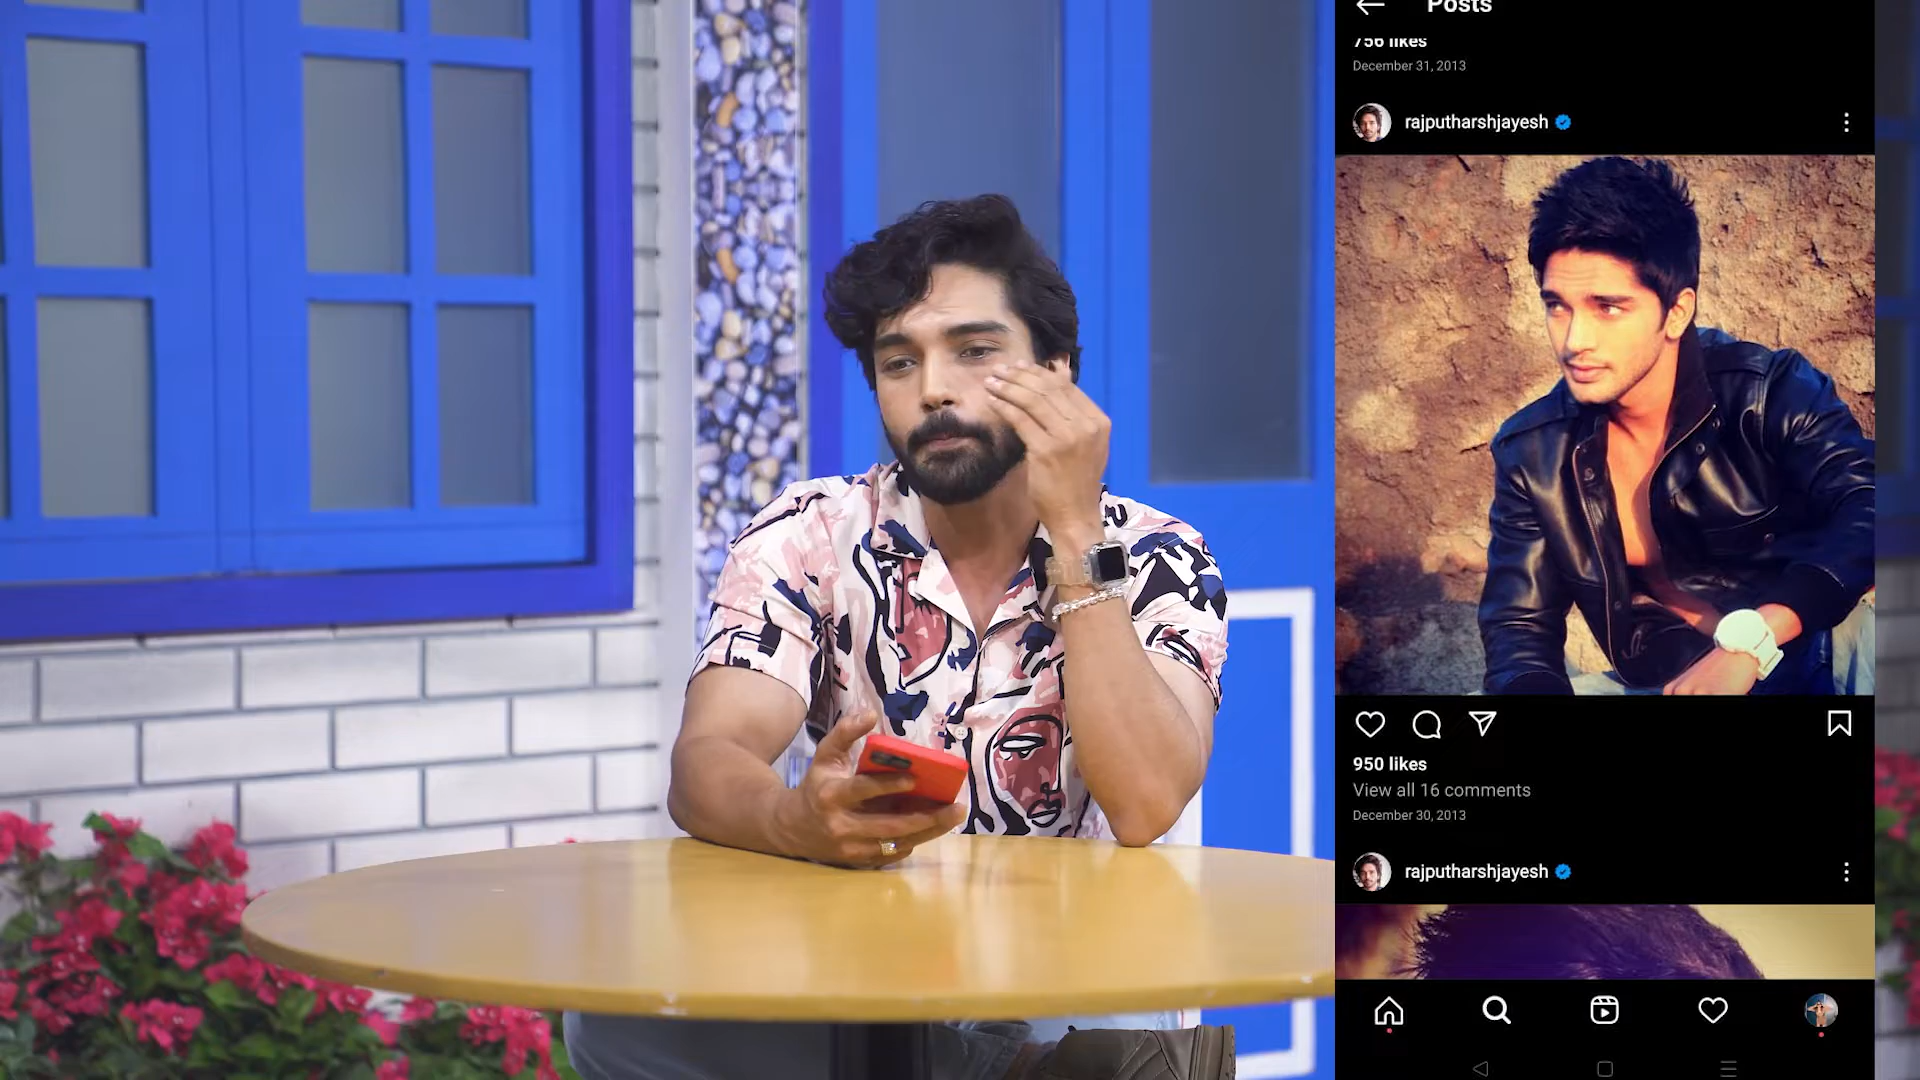 Posts
756 likes
December 31, 2013
rajputharshjayesh
950 likes
View all 16 comments
December 30, 2013
rajputharshjayesh